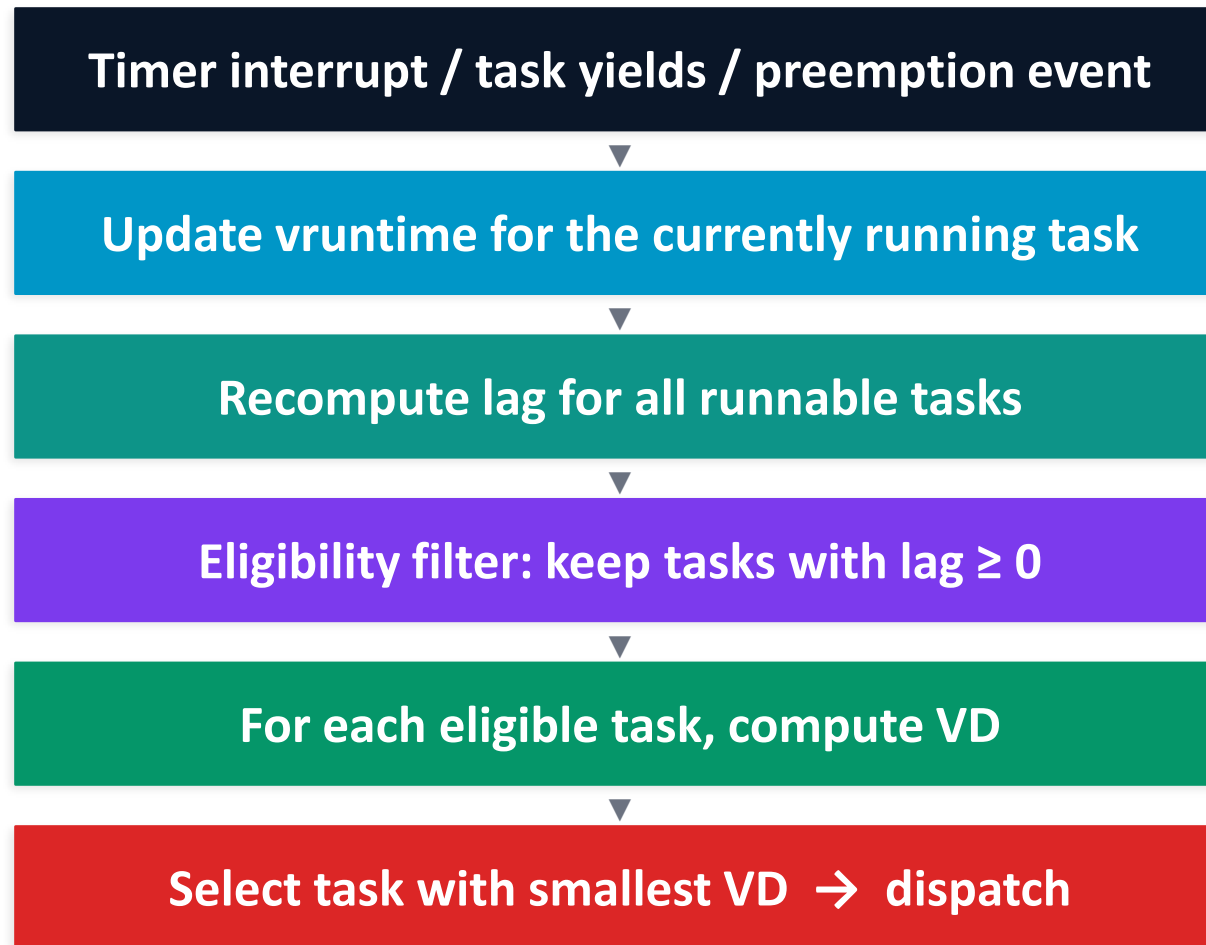 Timer interrupt / task yields / preemption event
Update vruntime for the currently running task
Recompute lag for all runnable tasks
Eligibility filter: keep tasks with lag ≥ 0
For each eligible task, compute VD
Select task with smallest VD → dispatch